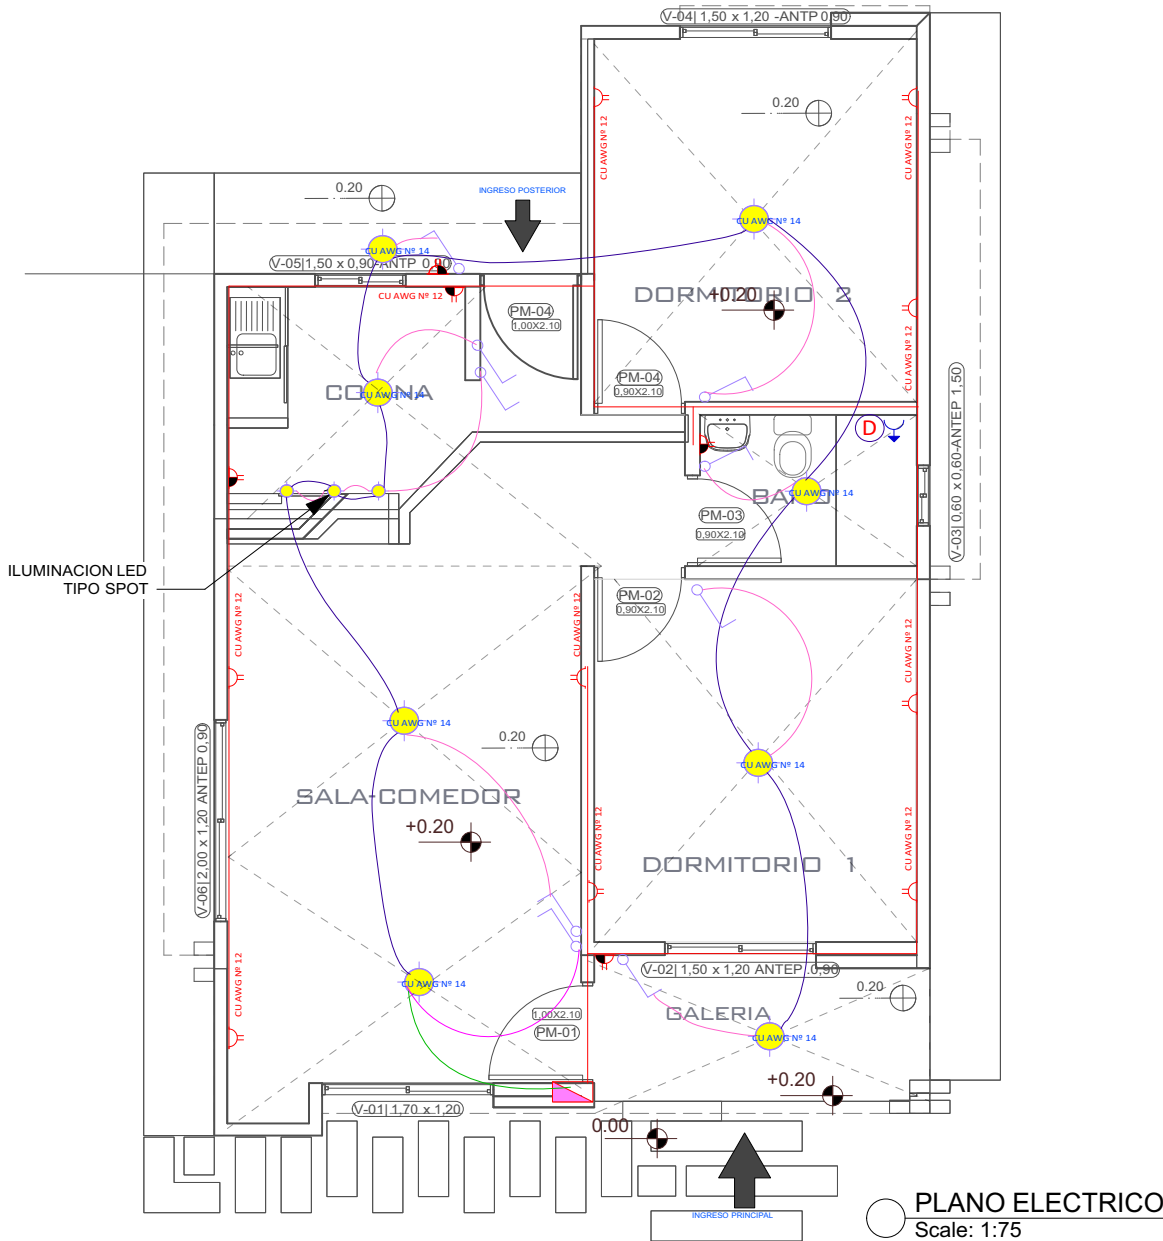 V-04| 1,50 x 1,20 -ANTP 0,90
0.20
CU AWG Nº 12
CU AWG Nº 12
INGRESO POSTERIOR
0.20
CU AWG Nº 14
CU AWG Nº 14
V-05|1,50 x 0,90-ANTP 0,90
CU AWG Nº 12
DORMITORIO 2
+0.20
PM-04
1,00X2.10
CU AWG Nº 12
PM-04
0,90X2.10
COCINA
CU AWG Nº 14
V-03| 0,60 x 0,60-ANTEP 1,50
D
BAÑO
CU AWG Nº 14
PM-03
0,90X2.10
ILUMINACION LED
TIPO SPOT
PM-02
0,90X2.10
CU AWG Nº 12
CU AWG Nº 12
CU AWG Nº 12
CU AWG Nº 14
0.20
CU AWG Nº 14
V-06| 2,00 x 1,20 ANTEP 0,90
SALA-COMEDOR
+0.20
CU AWG Nº 12
CU AWG Nº 12
DORMITORIO 1
CU AWG Nº 12
CU AWG Nº 14
V-02| 1,50 x 1,20 ANTEP .0,90
0.20
1,00X2.10
PM-01
GALERIA
CU AWG Nº 14
+0.20
V-01| 1,70 x 1,20
0.00
INGRESO PRINCIPAL
PLANO ELECTRICO
Scale: 1:75